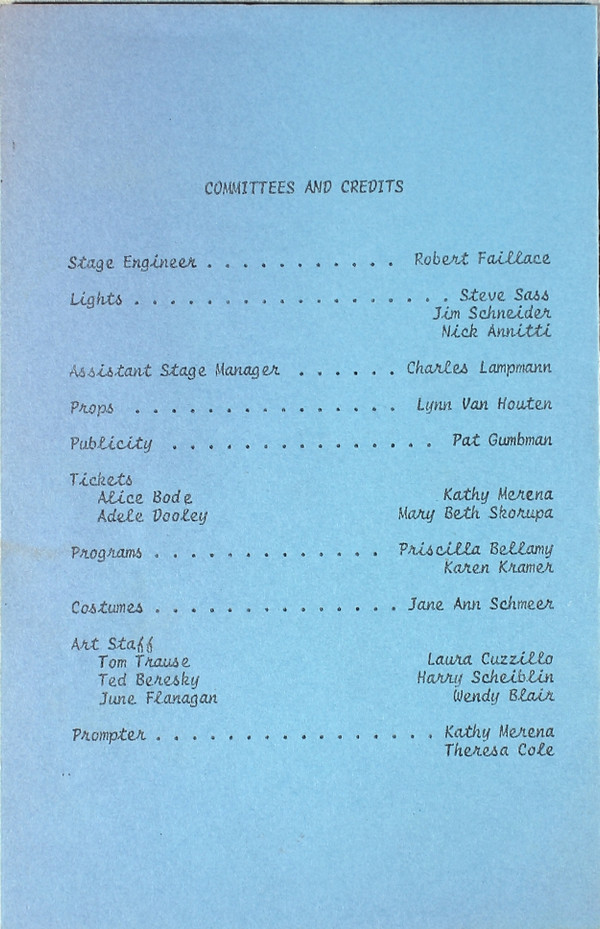 COMMITTEES AND CREDITS
Stage Engineer . . . . . . . . . . . Robert Faillace
Lights . . . . . . . . . . . . . . . . . . Steve Sass
Jim Schneider
Nick Annitti
Assistant Stage Manager . . . . . . Charles Lampmann
Props . . . . . . . . . . . . . . . Lynn Van Houten
Publicity . . . . . . . . . . . . . . . Pat Gumbman
Tickets
Alice Bode Kathy Merena
Adele Dooley Mary Beth Skorupa
Programs . . . . . . . . . . . . . Priscilla Bellamy
Karen Kramer
Costumes . . . . . . . . . . . . . . Jane Ann Schmeer
Art Staff
Tom Trause Laura Cuzzillo
Ted Beresky Harry Scheiblin
June Flanagan Wendy Blair
Prompter . . . . . . . . . . . . . . . . Kathy Merena
Theresa Cole